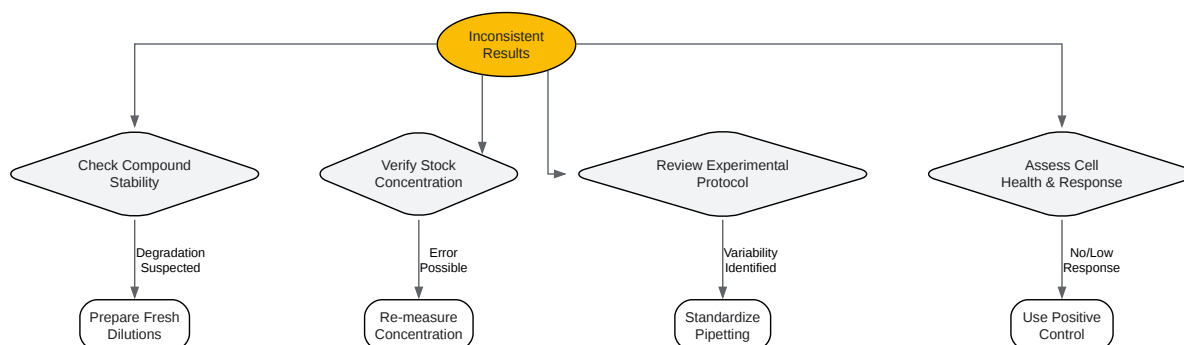 Inconsistent
Results
Check Compound
Stability
Verify Stock
Concentration
Review Experimental
Protocol
Assess Cell
Health & Response
Degradation
Suspected
Error
Possible
Variability
Identified
No/Low
Response
Prepare Fresh
Dilutions
Re-measure
Concentration
Standardize
Pipetting
Use Positive
Control